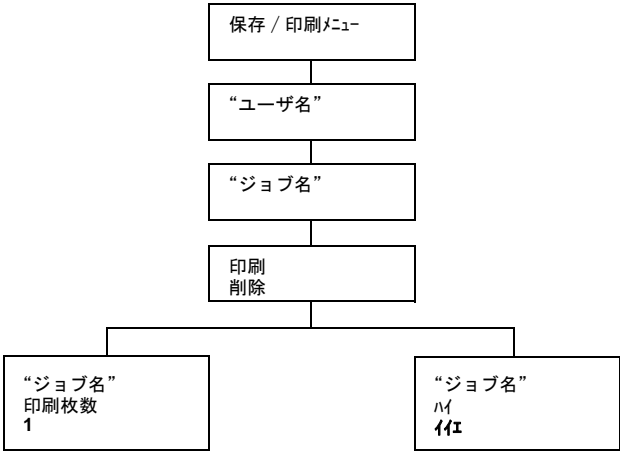 保存 / 印刷ﾒﾆｭｰ
“ユーザ名”
“ジョブ名”
印刷
削除
“ジョブ名”
印刷枚数
1
“ジョブ名”
ﾊｲ
ｲｲｴ